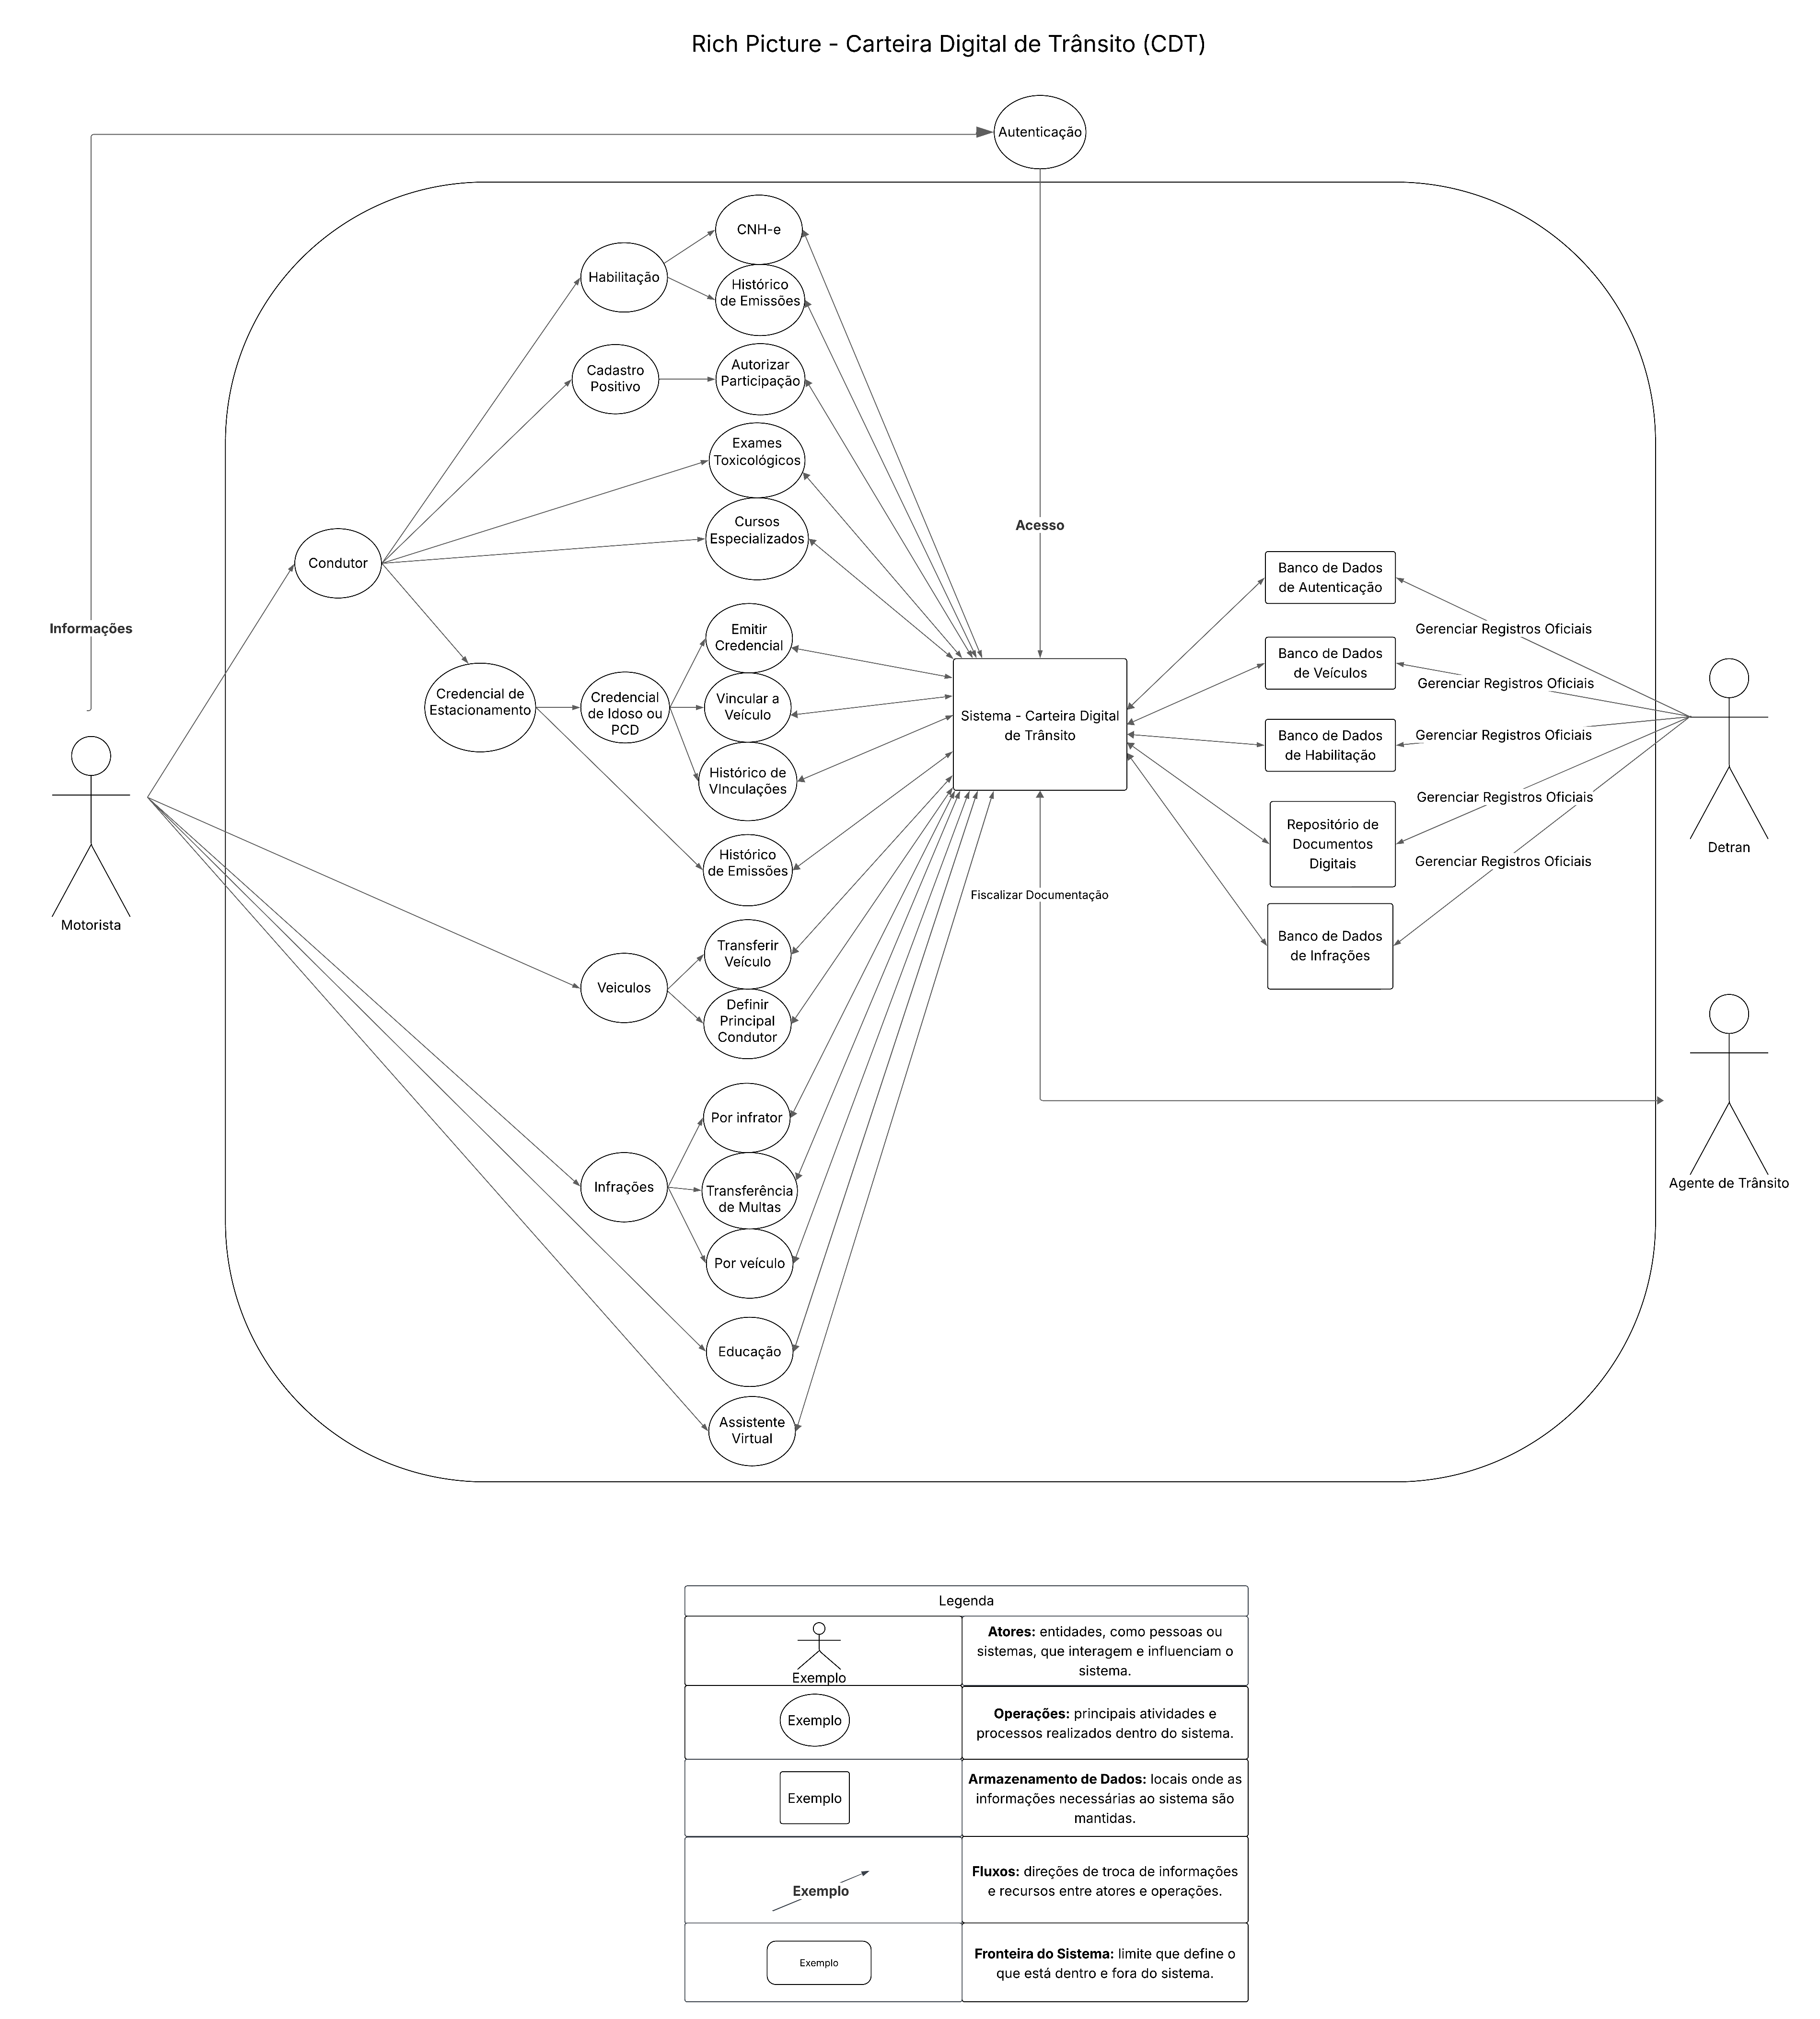 Rich Picture - Carteira Digital de Trânsito (CDT)
Autenticação
CNH-e
Habilitação
Histórico
de Emissões
Cadastro
Positivo
Autorizar
Participação
Exames
Toxicológicos
Cursos
Especializados
Acesso
Condutor
Informações
Emitir
Credencial
Credencial de
Estacionamento
Credencial
de Idoso ou
PCD
Vincular a
Veículo
Histórico de
VInculações
Histórico
de Emissões
Sistema - Carteira Digital
de Trânsito
Banco de Dados
de Autenticação
Banco de Dados
de Veículos
Banco de Dados
de Habilitação
Repositório de
Documentos
Digitais
Banco de Dados
de Infrações
Gerenciar Registros Oficiais
Gerenciar Registros Oficiais
Gerenciar Registros Oficiais
Gerenciar Registros Oficiais
Gerenciar Registros Oficiais
Detran
Motorista
Fiscalizar Documentação
Transferir
Veículo
Veiculos
Definir
Principal
Condutor
Por infrator
Infrações
Transferência
de Multas
Por veículo
Agente de Trânsito
Educação
Assistente
Virtual
Legenda
Exemplo
Atores: entidades, como pessoas ou
sistemas, que interagem e influenciam o
sistema.
Exemplo
Operações: principais atividades e
processos realizados dentro do sistema.
Exemplo
Armazenamento de Dados: locais onde as
informações necessárias ao sistema são
mantidas.
Exemplo
Fluxos: direções de troca de informações
e recursos entre atores e operações.
Exemplo
Fronteira do Sistema: limite que define o
que está dentro e fora do sistema.